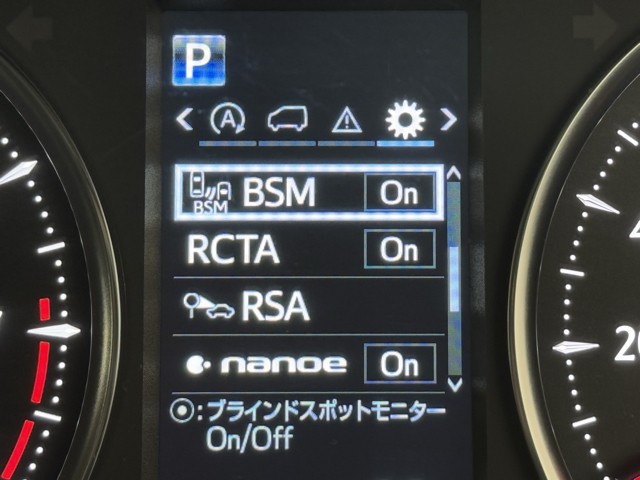 P
A
BSM BSM On
RCTA On
RSA
nanoe On
⦿:ブラインドスポットモニター
On/Off
20